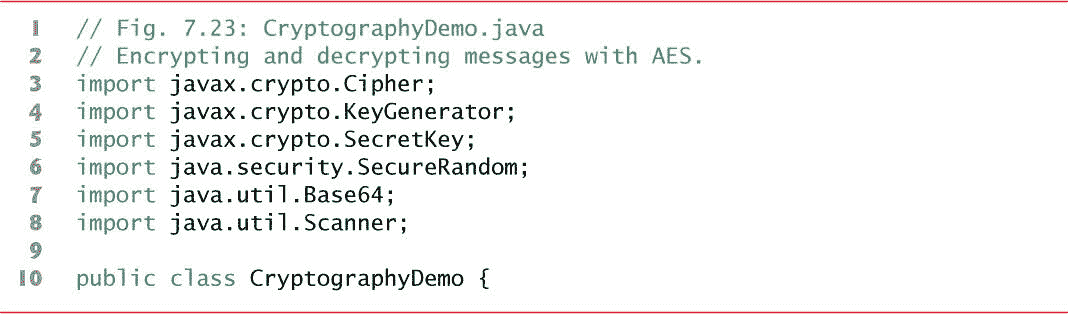 1 // Fig. 7.23: CryptographyDemo.java
2 // Encrypting and decrypting messages with AES.
3 import javax.crypto.Cipher;
4 import javax.crypto.KeyGenerator;
5 import javax.crypto.SecretKey;
6 import java.security.SecureRandom;
7 import java.util.Base64;
8 import java.util.Scanner;
9
10 public class CryptographyDemo {